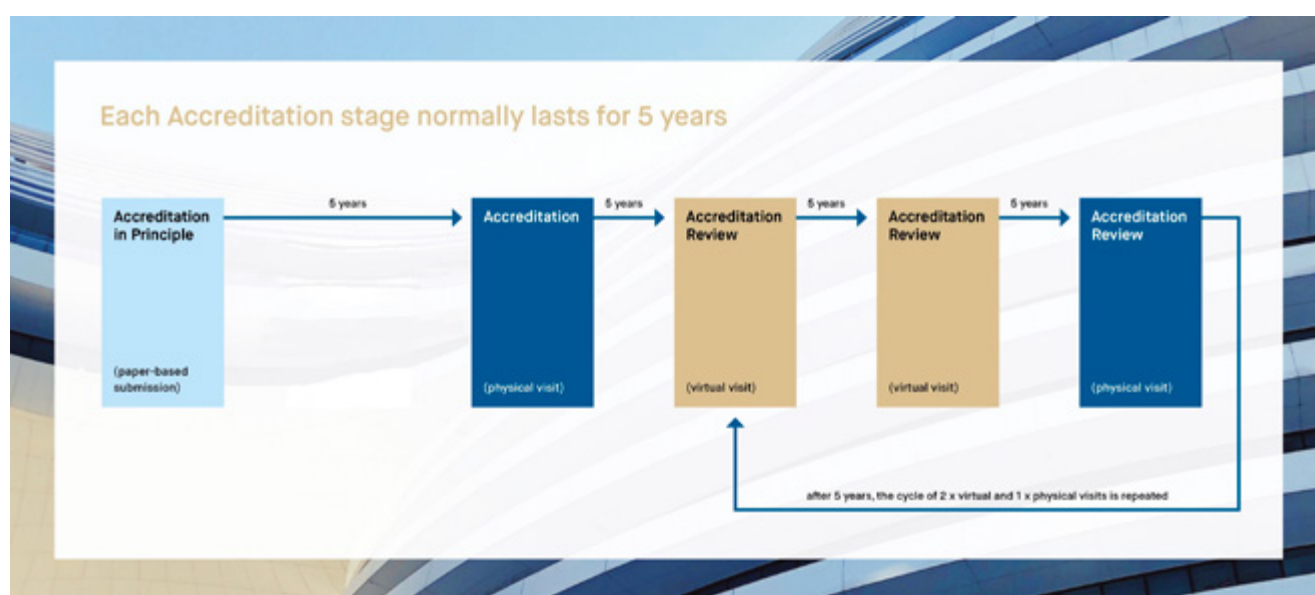 Each Accreditation stage normally lasts for 5 years
Accreditation
in Principle
(paper-based
submission)
5 years
Accreditation
(physical visit)
5 years
Accreditation
Review
(virtual visit)
5 years
Accreditation
Review
(virtual visit)
5 years
Accreditation
Review
(physical visit)
after 5 years, the cycle of 2 x virtual and 1 x physical visits is repeated